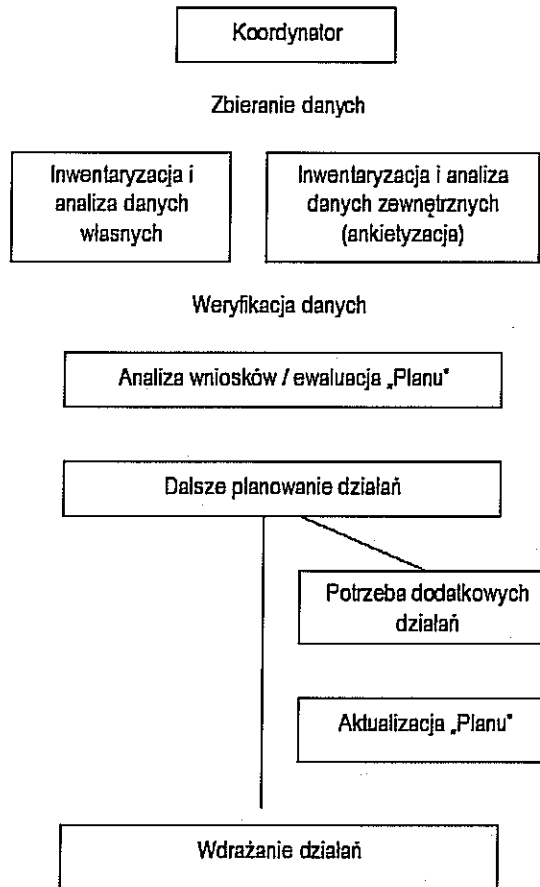 Koordynator
Zbieranie danych
Inwentaryzacja i
analiza danych
własnych
Inwentaryzacja i analiza
danych zewnętrznych
(ankietyzacja)
Weryfikacja danych
Analiza wniosków / ewaluacja „Planu"
Dalsze planowanie działań
Potrzeba dodatkowych
działań
Aktualizacja „Planu"
Wdrażanie działań